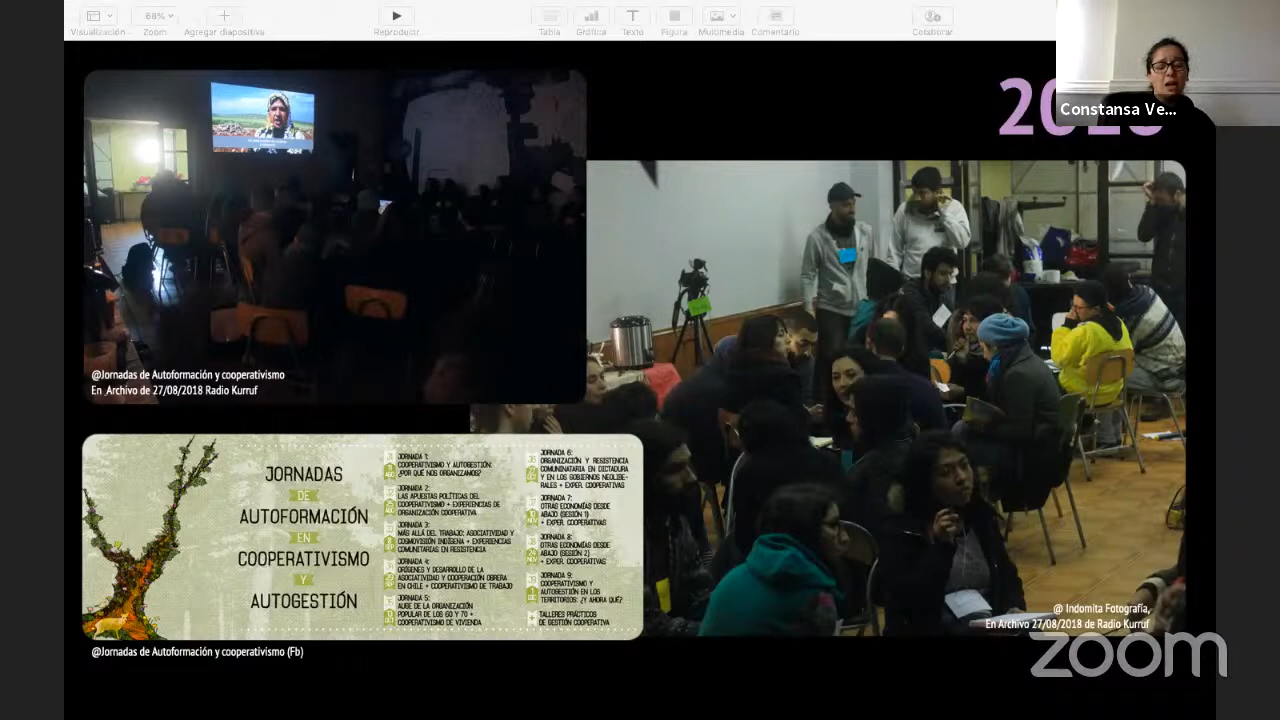 Visualización
68%
Zoom
Agregar diapositiva
Reproducir
Tabla
Gráfica
Texto
Figura
Multimedia
Comentario
Colaborar
Constansa Ve...
@Jornadas de Autoformación y cooperativismo
En Archivo de 27/08/2018 Radio Kurruf
JORNADAS
DE
AUTOFORMACIÓN
EN
COOPERATIVISMO
Y
AUTOGESTIÓN
JORNADA 1:
COOPERATIVISMO Y AUTOGESTIÓN:
¿POR QUÉ NOS ORGANIZAMOS?
JORNADA 2:
LAS APUESTAS POLÍTICAS DEL
COOPERATIVISMO + EXPERIENCIAS DE
ORGANIZACIÓN COOPERATIVA
JORNADA 3:
MÁS ALLÁ DEL TRABAJO: ASOCIATIVIDAD Y
COSMOVISIÓN INDÍGENA + EXPERIENCIAS
COMUNITARIAS EN RESISTENCIA
JORNADA 4:
ORÍGENES Y DESARROLLO DE LA
ASOCIATIVIDAD Y COOPERACIÓN OBRERA
EN CHILE + COOPERATIVISMO DE TRABAJO
JORNADA 5:
AUGE DE LA ORGANIZACIÓN
POPULAR DE LOS 60 Y 70 +
COOPERATIVISMO DE VIVIENDA
JORNADA 6:
ORGANIZACIÓN Y RESISTENCIA
COMUNINATARIA EN DICTADURA
Y EN LOS GOBIERNOS NEOLIBE-
RALES + EXPER. COOPERATIVAS
JORNADA 7:
OTRAS ECONOMÍAS DESDE
ABAJO (SESIÓN 1)
+ EXPER. COOPERATIVAS
JORNADA 8:
OTRAS ECONOMÍAS DESDE
ABAJO (SESIÓN 2)
+ EXPER. COOPERATIVAS
JORNADA 9:
COOPERATIVISMO Y
AUTOGESTIÓN EN LOS
TERRITORIOS: ¿Y AHORA QUÉ?
+ TALLERES PRÁCTICOS
DE GESTIÓN COOPERATIVA
@Jornadas de Autoformación y cooperativismo (Fb)
@ Indomita Fotografía,
En Archivo 27/08/2018 de Radio Kurruf
zoom